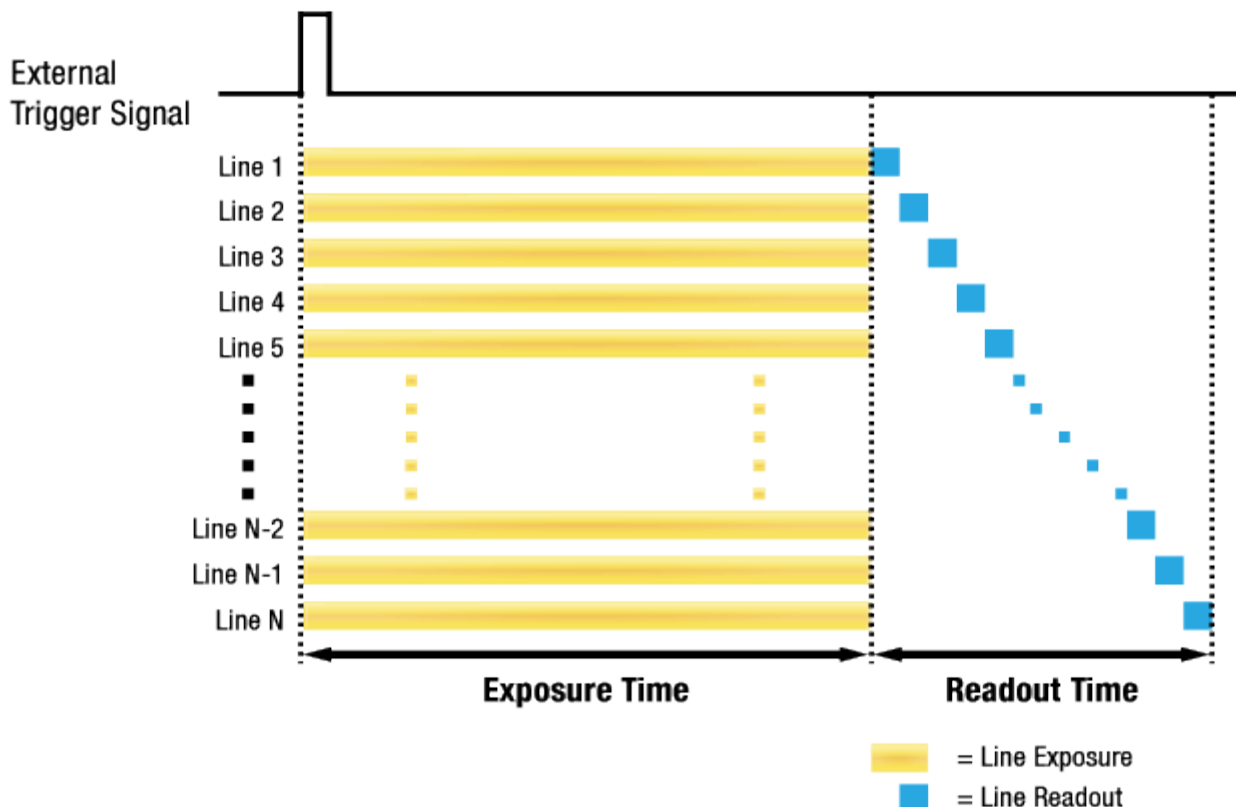 External
Trigger Signal
Line 1
Line 2
Line 3
Line 4
Line 5
Line N-2
Line N-1
Line N
Exposure Time
Readout Time
= Line Exposure
= Line Readout